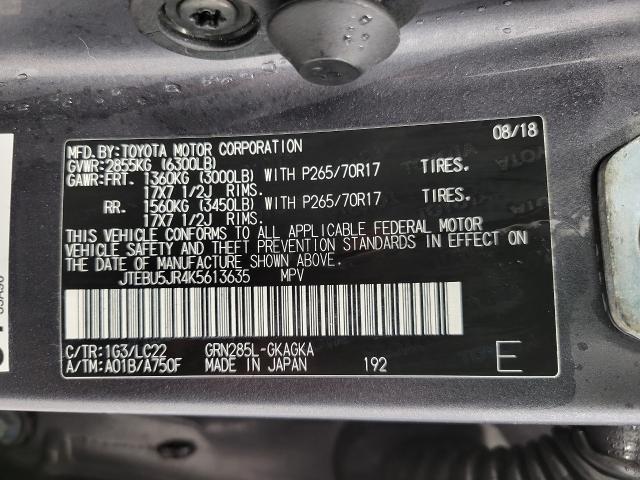 08/18
MFD. BY: TOYOTA MOTOR CORPORATION
GVWR: 2855KG (6300LB)
GAWR: FRT. 1360KG (3000LB) WITH P265/70R17 TIRES.
17X7 1/2J RIMS.
RR. 1560KG (3450LB) WITH P265/70R17 TIRES.
17X7 1/2J RIMS.
THIS VEHICLE CONFORMS TO ALL APPLICABLE FEDERAL MOTOR
VEHICLE SAFETY AND THEFT PREVENTION STANDARDS IN EFFECT
ON THE DATE OF MANUFACTURE SHOWN ABOVE.
JTEBU5JR4K5613635 MPV
C/TR: 1G3/LC22 GRN285L-GKAGKA
A/TM: A01B/A750F MADE IN JAPAN 192 E